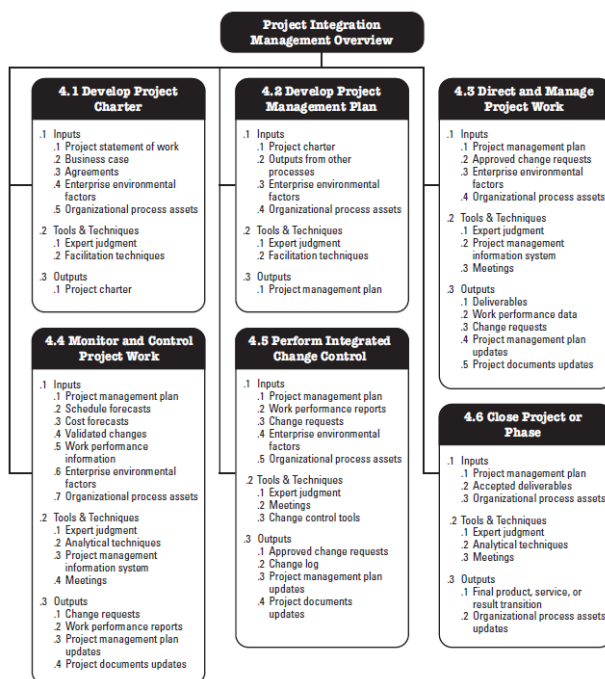 Project Integration
Management Overview
4.1 Develop Project
Charter
.1 Inputs
.1 Project statement of work
.2 Business case
.3 Agreements
.4 Enterprise environmental
factors
.5 Organizational process assets
.2 Tools & Techniques
.1 Expert judgment
.2 Facilitation techniques
.3 Outputs
.1 Project charter
4.2 Develop Project
Management Plan
.1 Inputs
.1 Project charter
.2 Outputs from other
processes
.3 Enterprise environmental
factors
.4 Organizational process assets
.2 Tools & Techniques
.1 Expert judgment
.2 Facilitation techniques
.3 Outputs
.1 Project management plan
4.3 Direct and Manage
Project Work
.1 Inputs
.1 Project management plan
.2 Approved change requests
.3 Enterprise environmental
factors
.4 Organizational process assets
.2 Tools & Techniques
.1 Expert judgment
.2 Project management
information system
.3 Meetings
.3 Outputs
.1 Deliverables
.2 Work performance data
.3 Change requests
.4 Project management plan
updates
.5 Project documents updates
4.4 Monitor and Control
Project Work
.1 Inputs
.1 Project management plan
.2 Schedule forecasts
.3 Cost forecasts
.4 Validated changes
.5 Work performance
information
.6 Enterprise environmental
factors
.7 Organizational process assets
.2 Tools & Techniques
.1 Expert judgment
.2 Analytical techniques
.3 Project management
information system
.4 Meetings
.3 Outputs
.1 Change requests
.2 Work performance reports
.3 Project management plan
updates
.4 Project documents updates
4.5 Perform Integrated
Change Control
.1 Inputs
.1 Project management plan
.2 Work performance reports
.3 Change requests
.4 Enterprise environmental
factors
.5 Organizational process assets
.2 Tools & Techniques
.1 Expert judgment
.2 Meetings
.3 Change control tools
.3 Outputs
.1 Approved change requests
.2 Change log
.3 Project management plan
updates
.4 Project documents
updates
4.6 Close Project or
Phase
.1 Inputs
.1 Project management plan
.2 Accepted deliverables
.3 Organizational process assets
.2 Tools & Techniques
.1 Expert judgment
.2 Analytical techniques
.3 Meetings
.3 Outputs
.1 Final product, service, or
result transition
.2 Organizational process assets
updates